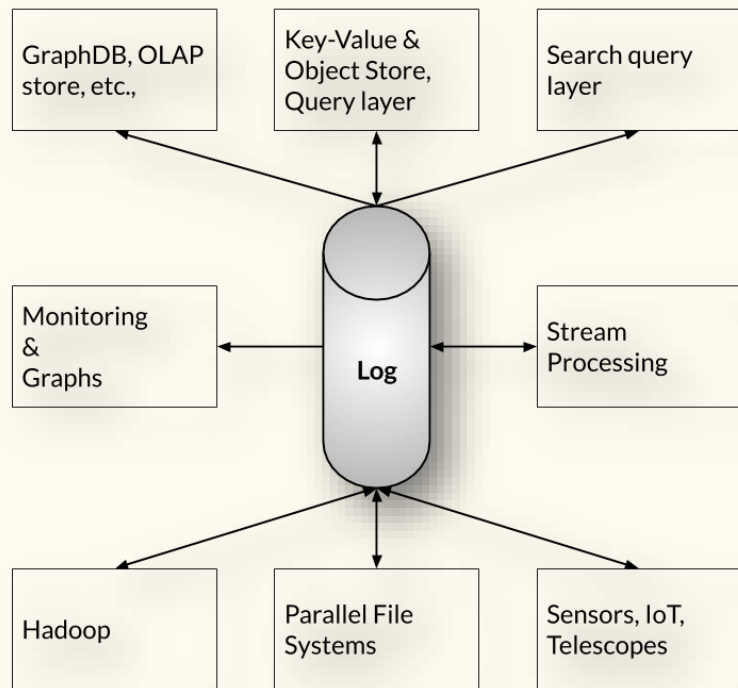 GraphDB, OLAP
store, etc.,
Key-Value &
Object Store,
Query layer
Search query
layer
Monitoring
&
Graphs
Log
Stream
Processing
Hadoop
Parallel File
Systems
Sensors, IoT,
Telescopes